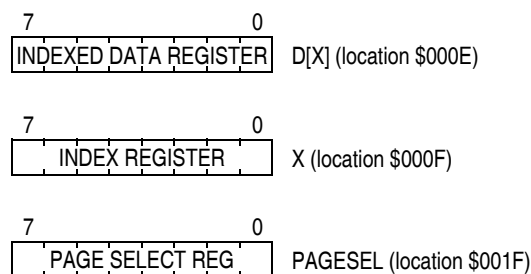 7 0
INDEXED DATA REGISTER D[X] (location $000E)
7 0
INDEX REGISTER X (location $000F)
7 0
PAGE SELECT REG PAGESEL (location $001F)